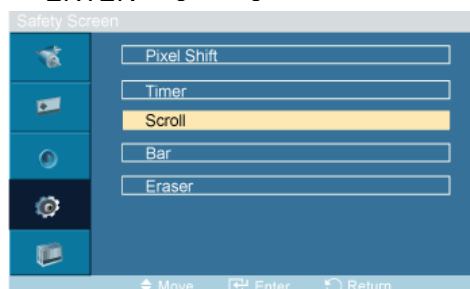 Safety Screen
Pixel Shift
Timer
Scroll
Bar
Eraser
Move Enter Return